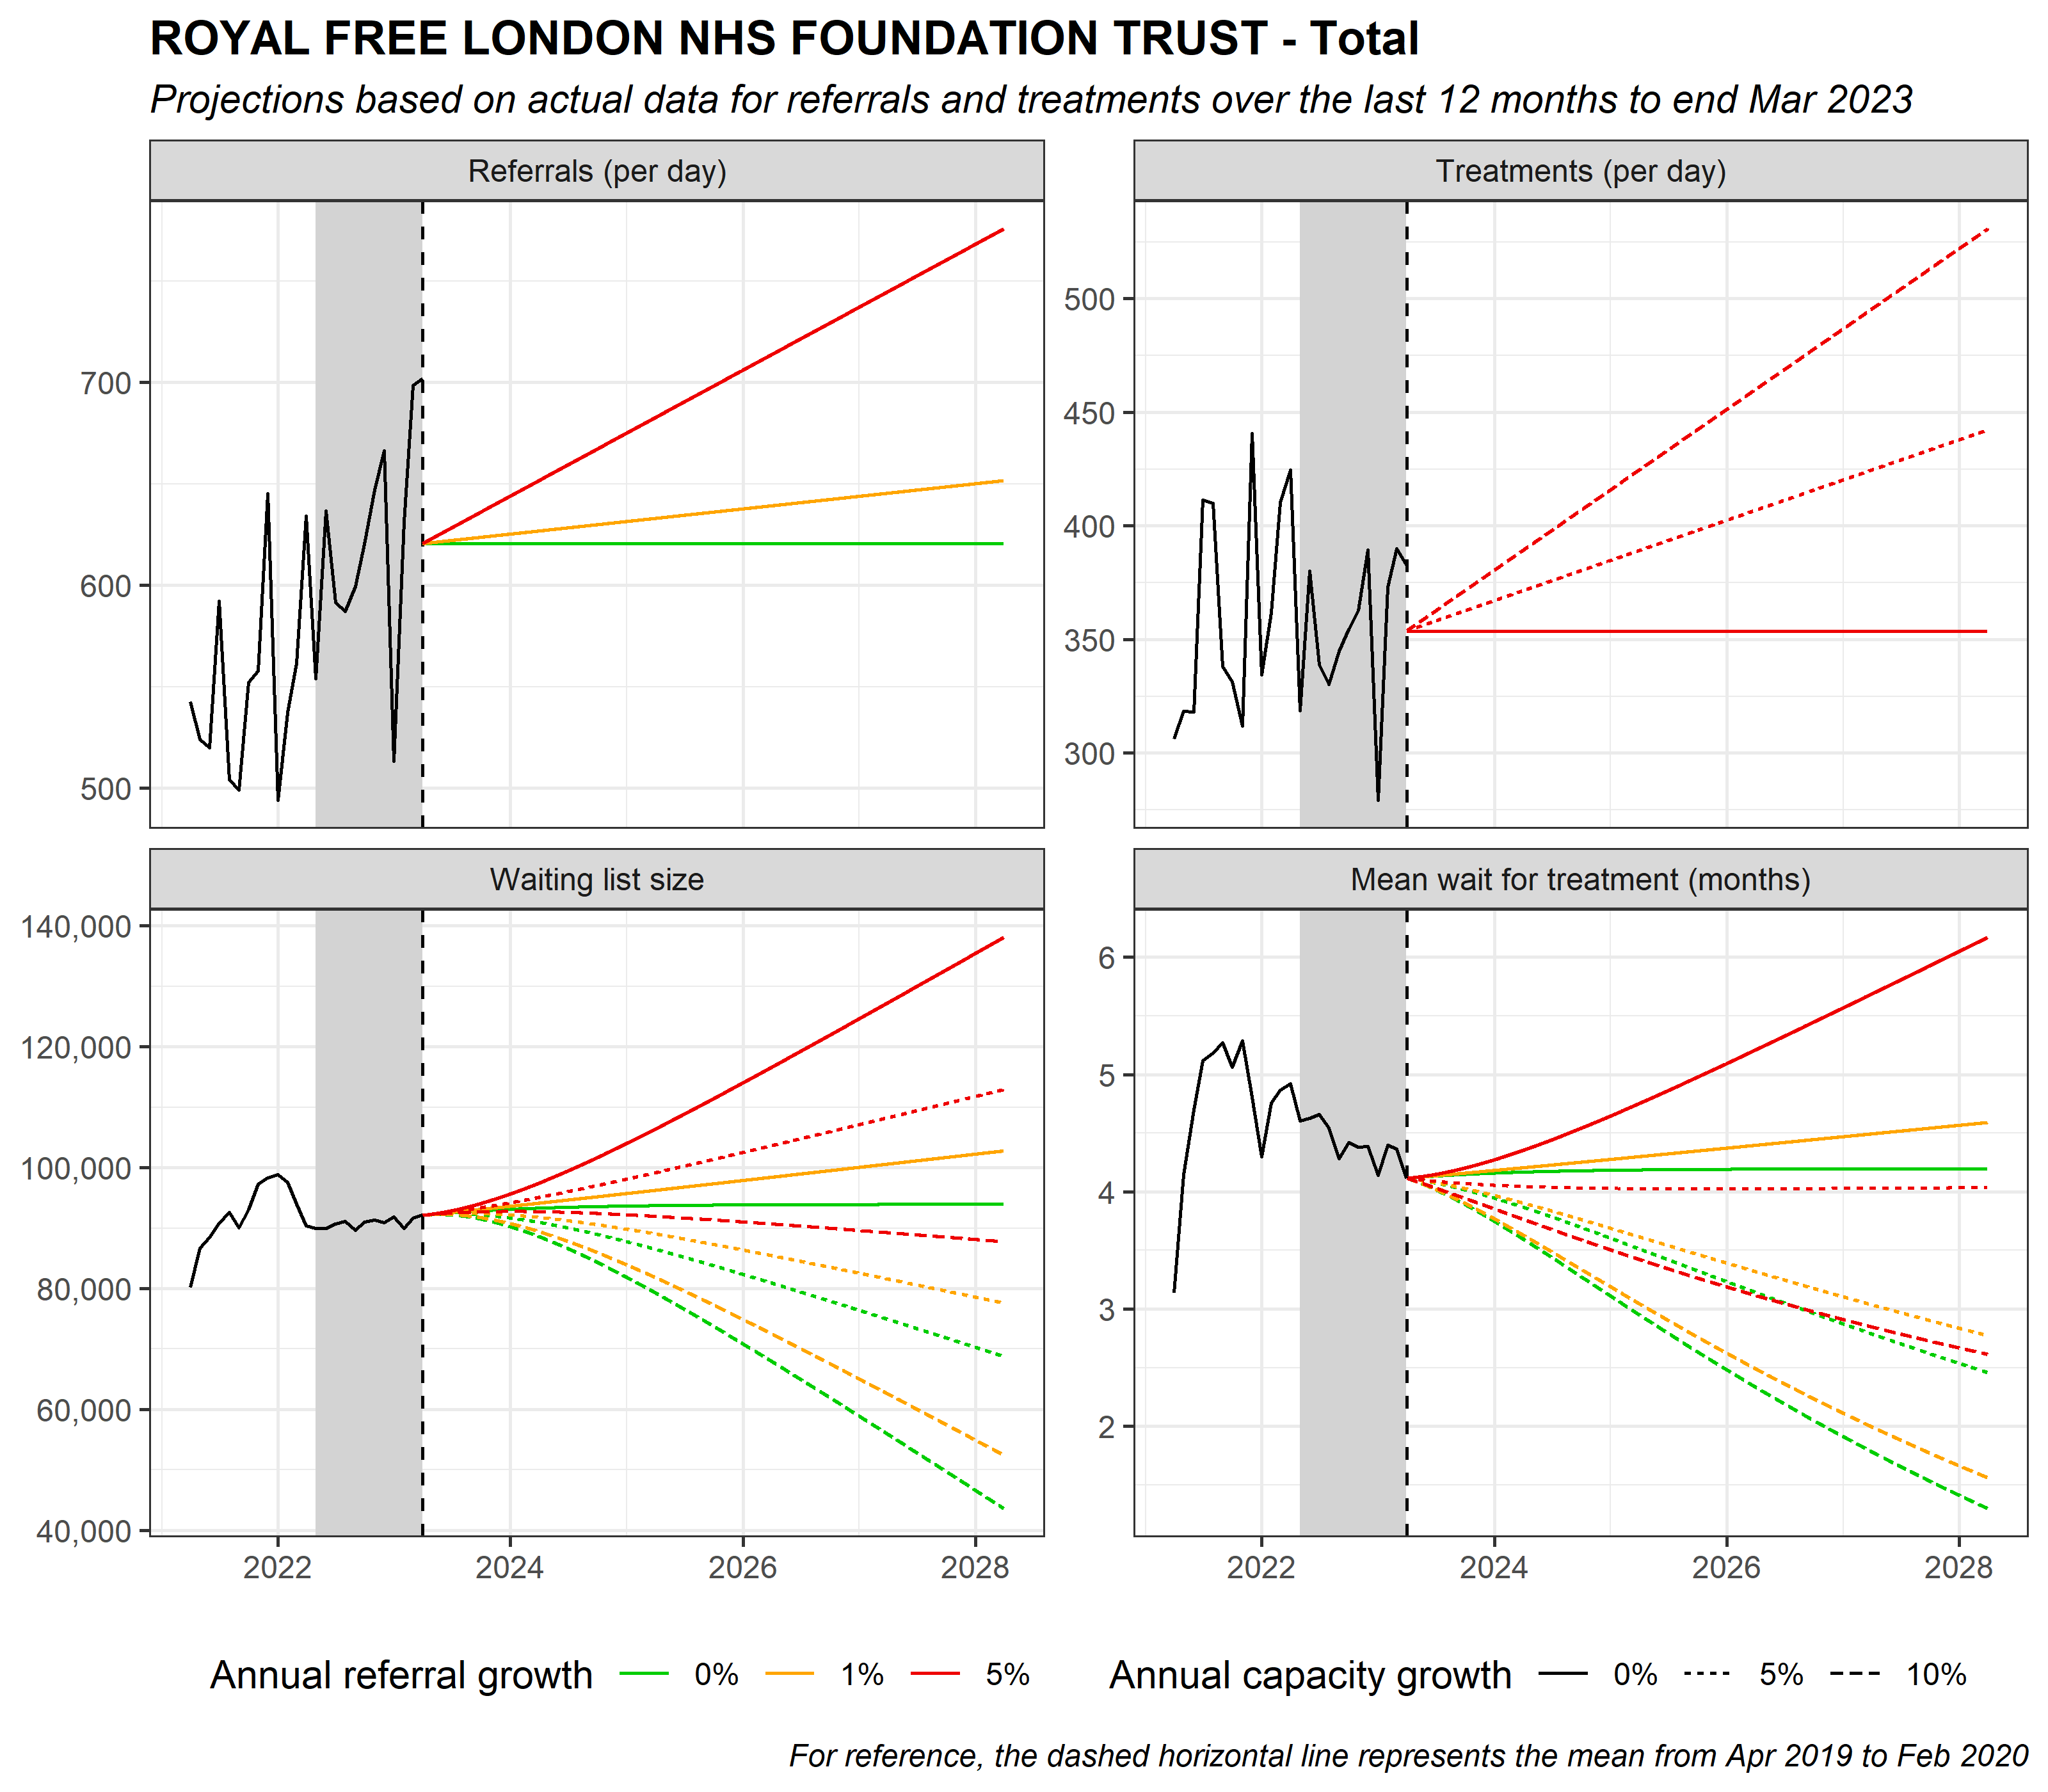 ROYAL FREE LONDON NHS FOUNDATION TRUST - Total
Projections based on actual data for referrals and treatments over the last 12 months to end Mar 2023
Referrals (per day)
700
600
500
Treatments (per day)
500
450
400
350
300
Waiting list size
140,000
120,000
100,000
80,000
60,000
40,000
2022 2024 2026 2028
Mean wait for treatment (months)
6
5
4
3
2
2022 2024 2026 2028
Annual referral growth 0% 1% 5%
Annual capacity growth 0% 5% 10%
For reference, the dashed horizontal line represents the mean from Apr 2019 to Feb 2020